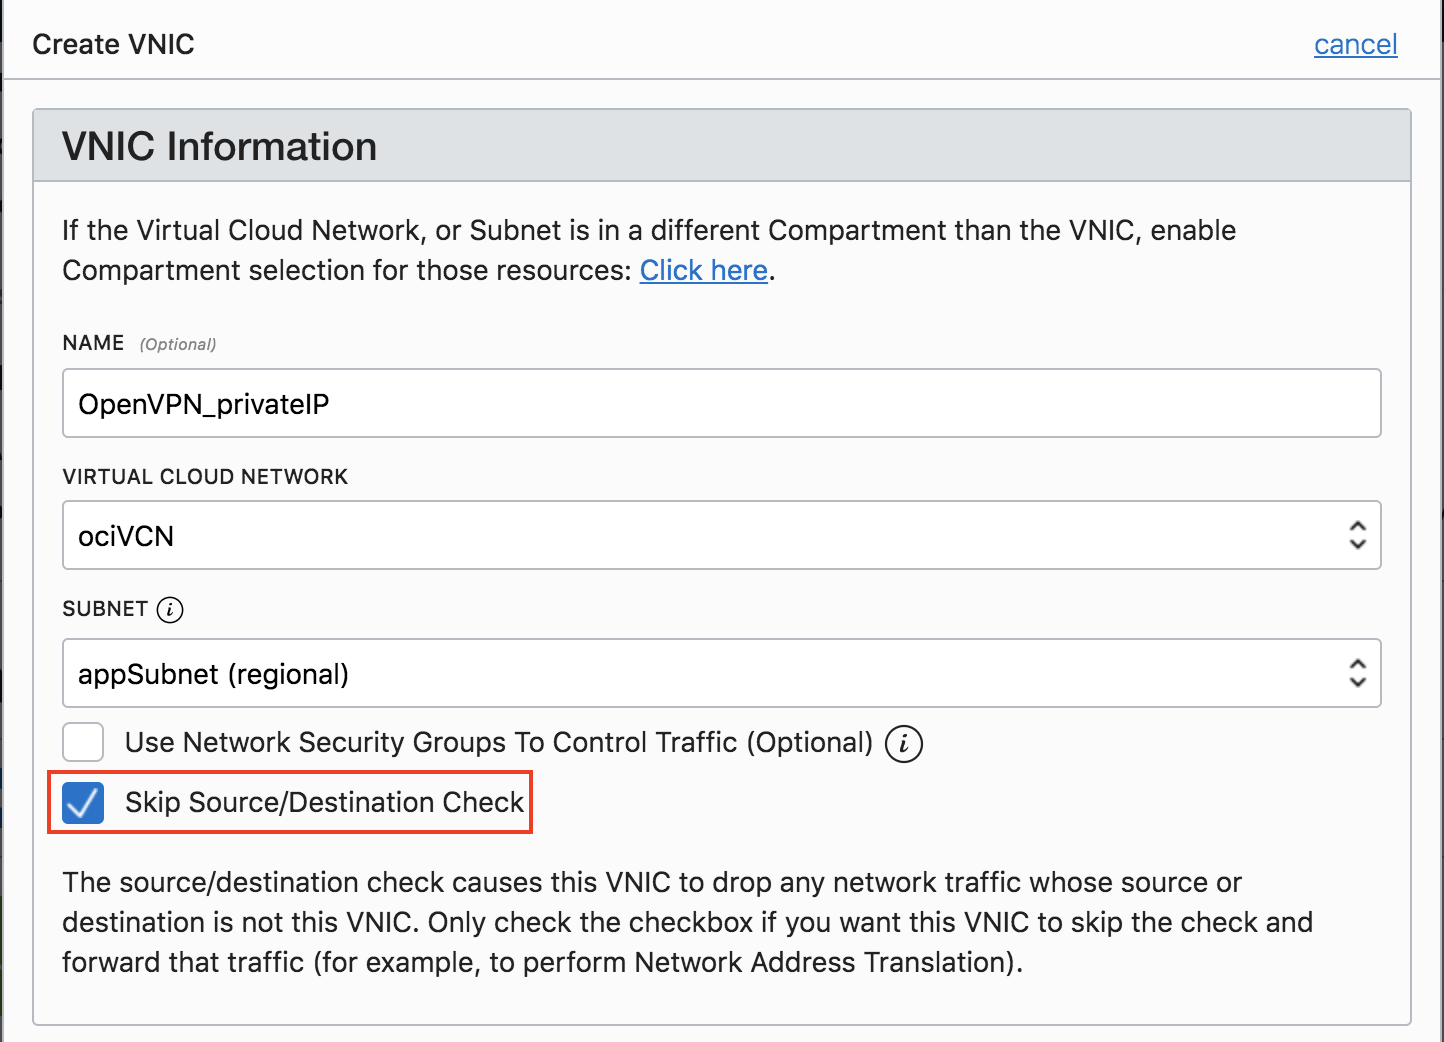 Create VNIC
cancel
VNIC Information
If the Virtual Cloud Network, or Subnet is in a different Compartment than the VNIC, enable
Compartment selection for those resources: Click here.
NAME (Optional)
OpenVPN_privateIP
VIRTUAL CLOUD NETWORK
ociVCN
SUBNET i
appSubnet (regional)
Use Network Security Groups To Control Traffic (Optional) i
Skip Source/Destination Check
The source/destination check causes this VNIC to drop any network traffic whose source or
destination is not this VNIC. Only check the checkbox if you want this VNIC to skip the check and
forward that traffic (for example, to perform Network Address Translation).